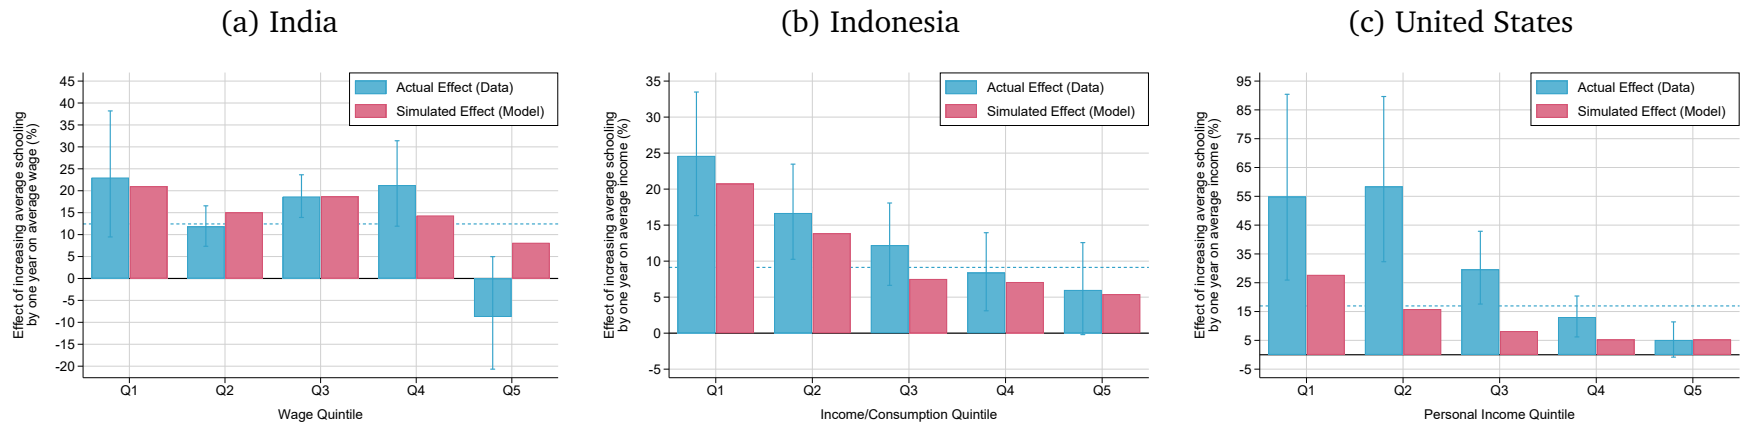 (a) India
Effect of increasing average schooling
by one year on average wage (%)
45
40
35
30
25
20
15
10
5
0
-5
-10
-15
-20
Actual Effect (Data)
Simulated Effect (Model)
Q1 Q2 Q3 Q4 Q5
Wage Quintile
(b) Indonesia
Effect of increasing average schooling
by one year on average income (%)
35
30
25
20
15
10
5
0
-5
Actual Effect (Data)
Simulated Effect (Model)
Q1 Q2 Q3 Q4 Q5
Income/Consumption Quintile
(c) United States
Effect of increasing average schooling
by one year on average income (%)
95
85
75
65
55
45
35
25
15
5
-5
Actual Effect (Data)
Simulated Effect (Model)
Q1 Q2 Q3 Q4 Q5
Personal Income Quintile